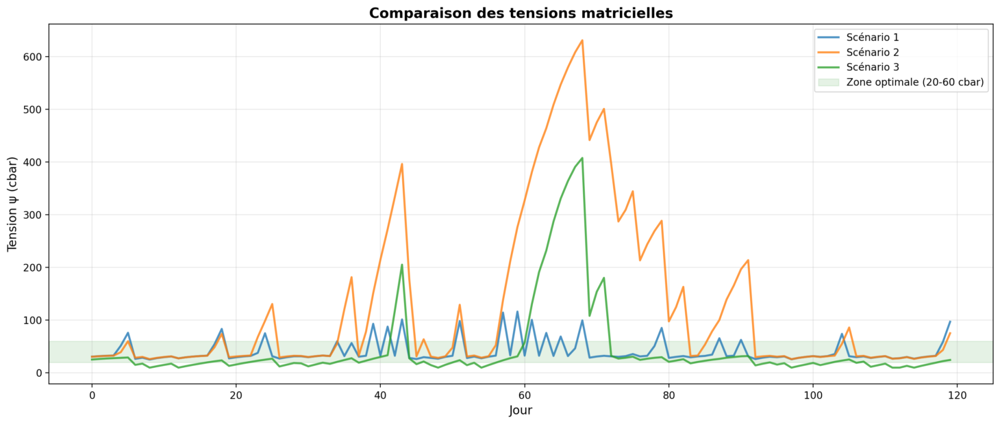 Comparaison des tensions matricielles
Scénario 1
Scénario 2
Scénario 3
Zone optimale (20-60 cbar)
Tension ψ (cbar)
600
500
400
300
200
100
0
0 20 40 60 80 100 120
Jour